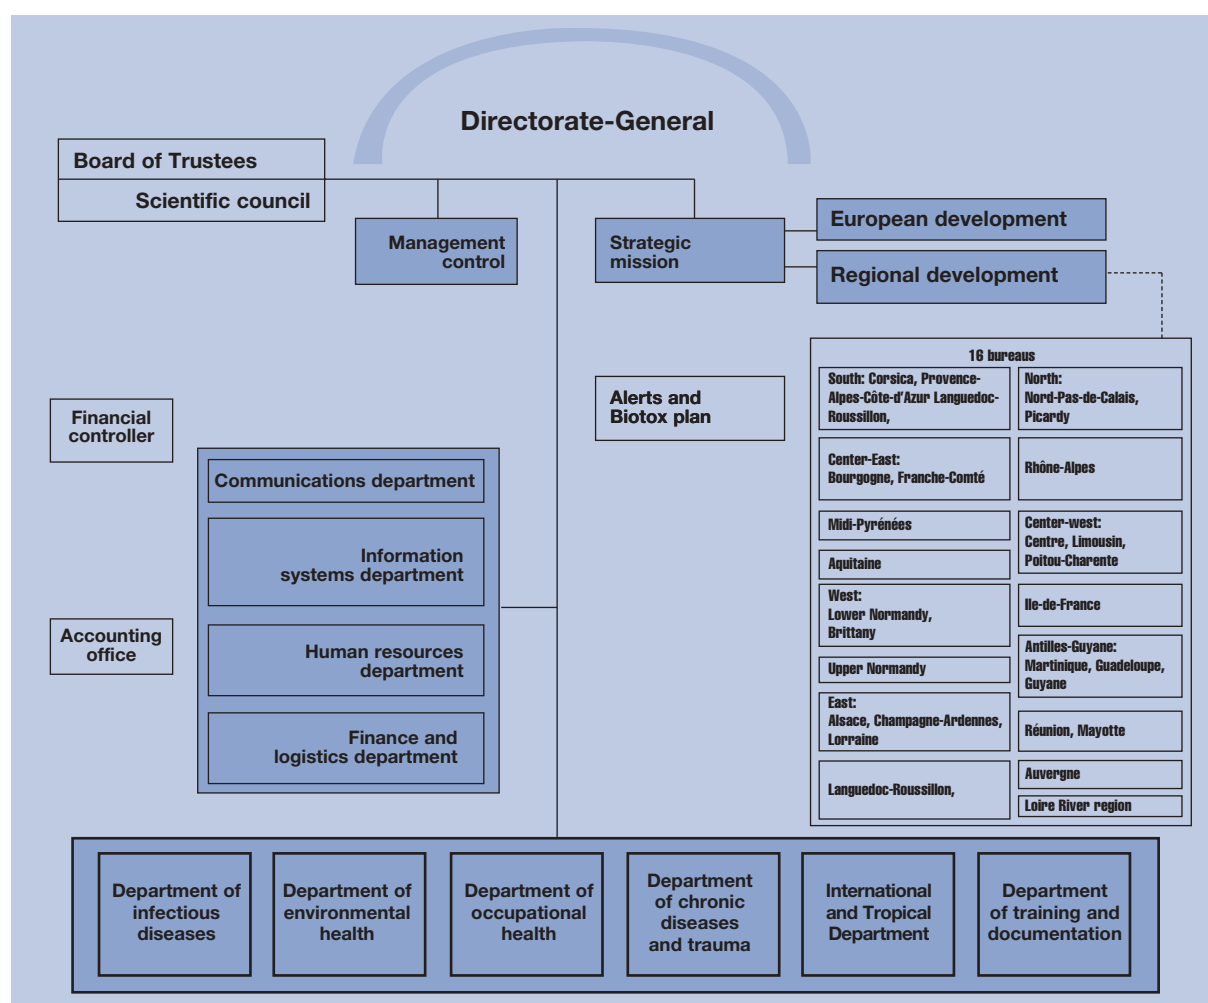 Directorate-General
Board of Trustees
Scientific council
Management
control
Strategic
mission
European development
Regional development
Financial
controller
Alerts and
Biotox plan
Accounting
office
Communications department
Information
systems department
Human resources
department
Finance and
logistics department
16 bureaus
South: Corsica, Provence-
Alpes-Côte-d'Azur Languedoc-
Roussillon,
North:
Nord-Pas-de-Calais,
Picardy
Center-East:
Bourgogne, Franche-Comté
Rhône-Alpes
Midi-Pyrénées
Center-west:
Centre, Limousin,
Poitou-Charente
Aquitaine
West:
Lower Normandy,
Brittany
Ile-de-France
Upper Normandy
Antilles-Guyane:
Martinique, Guadeloupe,
Guyane
East:
Alsace, Champagne-Ardennes,
Lorraine
Réunion, Mayotte
Languedoc-Roussillon,
Auvergne
Loire River region
Department of
infectious
diseases
Department of
environmental
health
Department of
occupational
health
Department
of chronic
diseases
and trauma
International
and Tropical
Department
Department
of training and
documentation